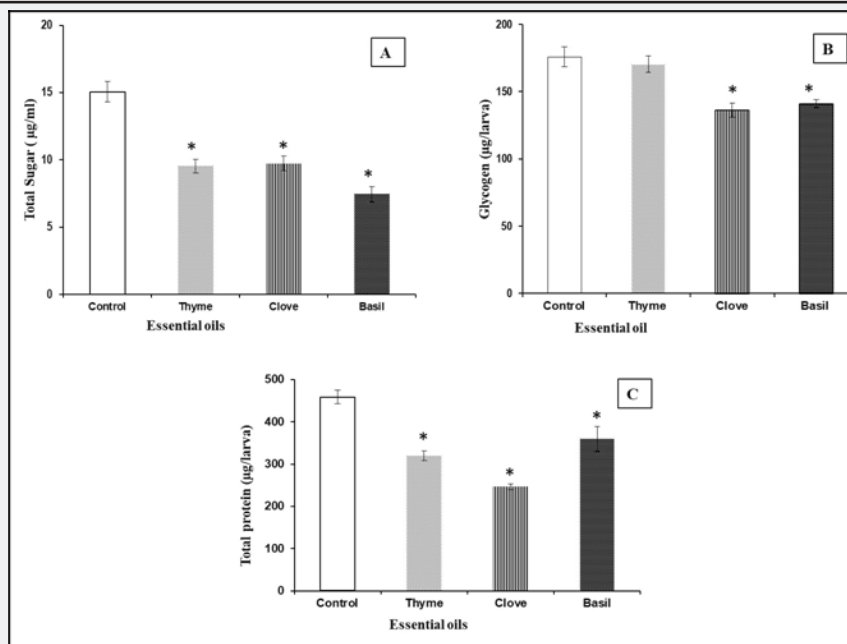 A
Total Sugar ( µg/ml)
20
15
10
5
0
*
*
*
Control Thyme Clove Basil
Essential oils
B
Glycogen (µg/larva)
200
150
100
50
0
*
*
Control Thyme Clove Basil
Essential oil
C
Total protein (µg/larva)
500
400
300
200
100
0
*
*
*
Control Thyme Clove Basil
Essential oils